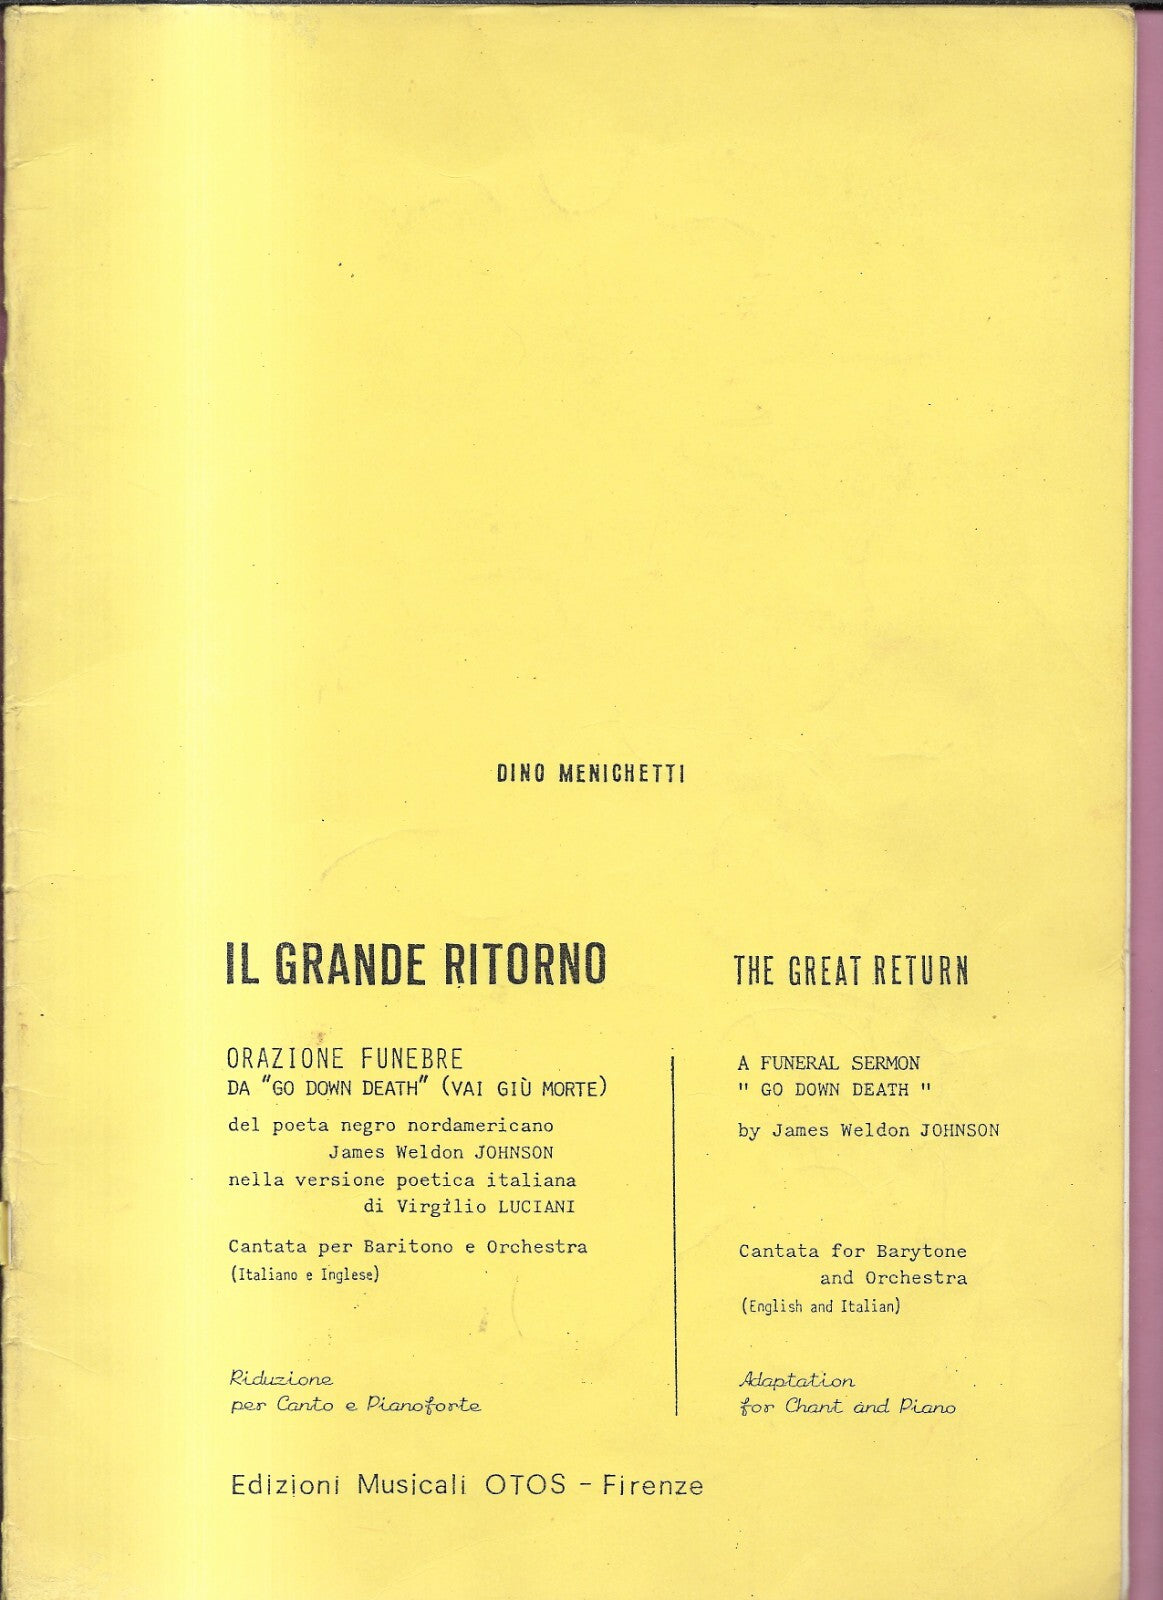 DINO MENICHETTI
IL GRANDE RITORNO
ORAZIONE FUNEBRE
DA "GO DOWN DEATH" (VAI GIÙ MORTE)
del poeta negro nordamericano
James Weldon JOHNSON
nella versione poetica italiana
di Virgilio LUCIANI
Cantata per Baritono e Orchestra
(Italiano e Inglese)
Riduzione
per Canto e Pianoforte
THE GREAT RETURN
A FUNERAL SERMON
" GO DOWN DEATH "
by James Weldon JOHNSON
Cantata for Barytone
and Orchestra
(English and Italian)
Adaptation
for Chant and Piano
Edizioni Musicali OTOS - Firenze